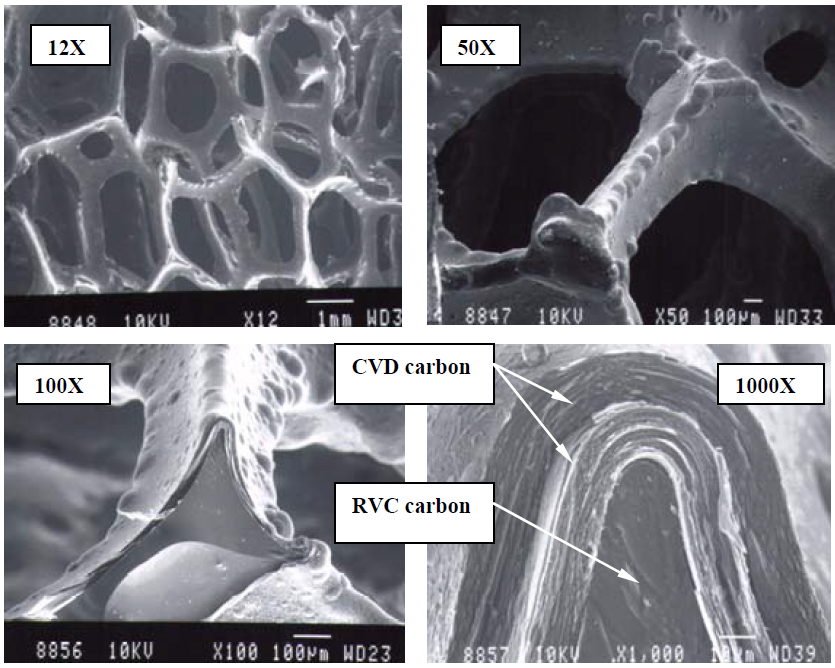 12X
8848 10KV X12 1mm WD3
50X
8847 10KV X50 100µm WD33
100X
CVD carbon
RVC carbon
1000X
8856 10KV X100 100µm WD23
8857 10KV X1,000 10µm WD39